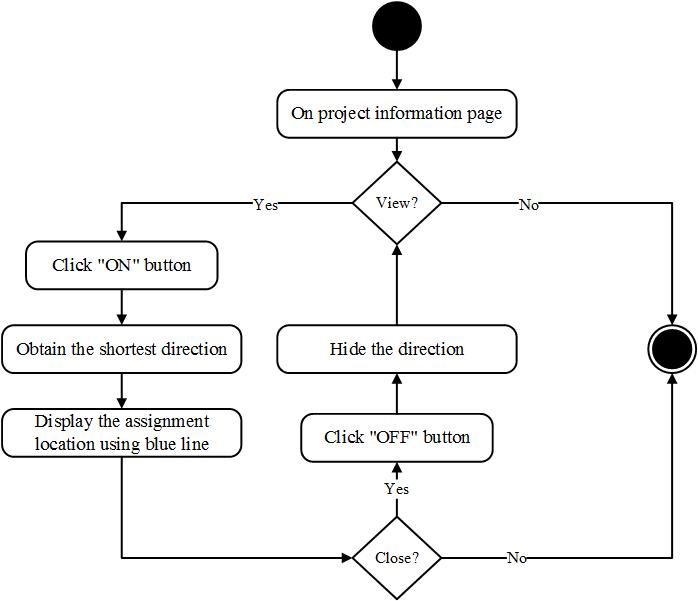 On project information page
View?
Yes
No
Click "ON" button
Obtain the shortest direction
Hide the direction
Display the assignment
location using blue line
Click "OFF" button
Yes
Close?
No